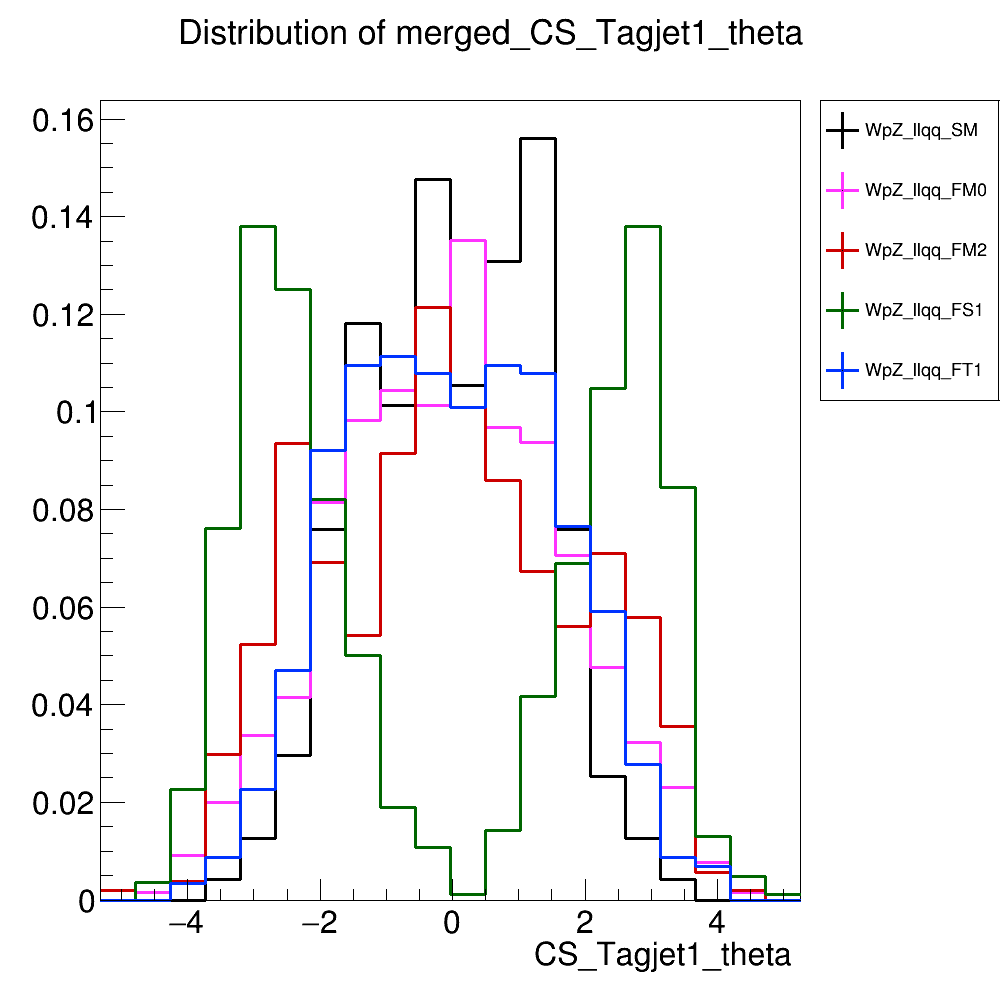 Distribution of merged_CS_Tagjet1_theta
0.16
0.14
0.12
0.1
0.08
0.06
0.04
0.02
0
−4
−2
0
2
4
CS_Tagjet1_theta
WpZ_llqq_SM
WpZ_llqq_FM0
WpZ_llqq_FM2
WpZ_llqq_FS1
WpZ_llqq_FT1